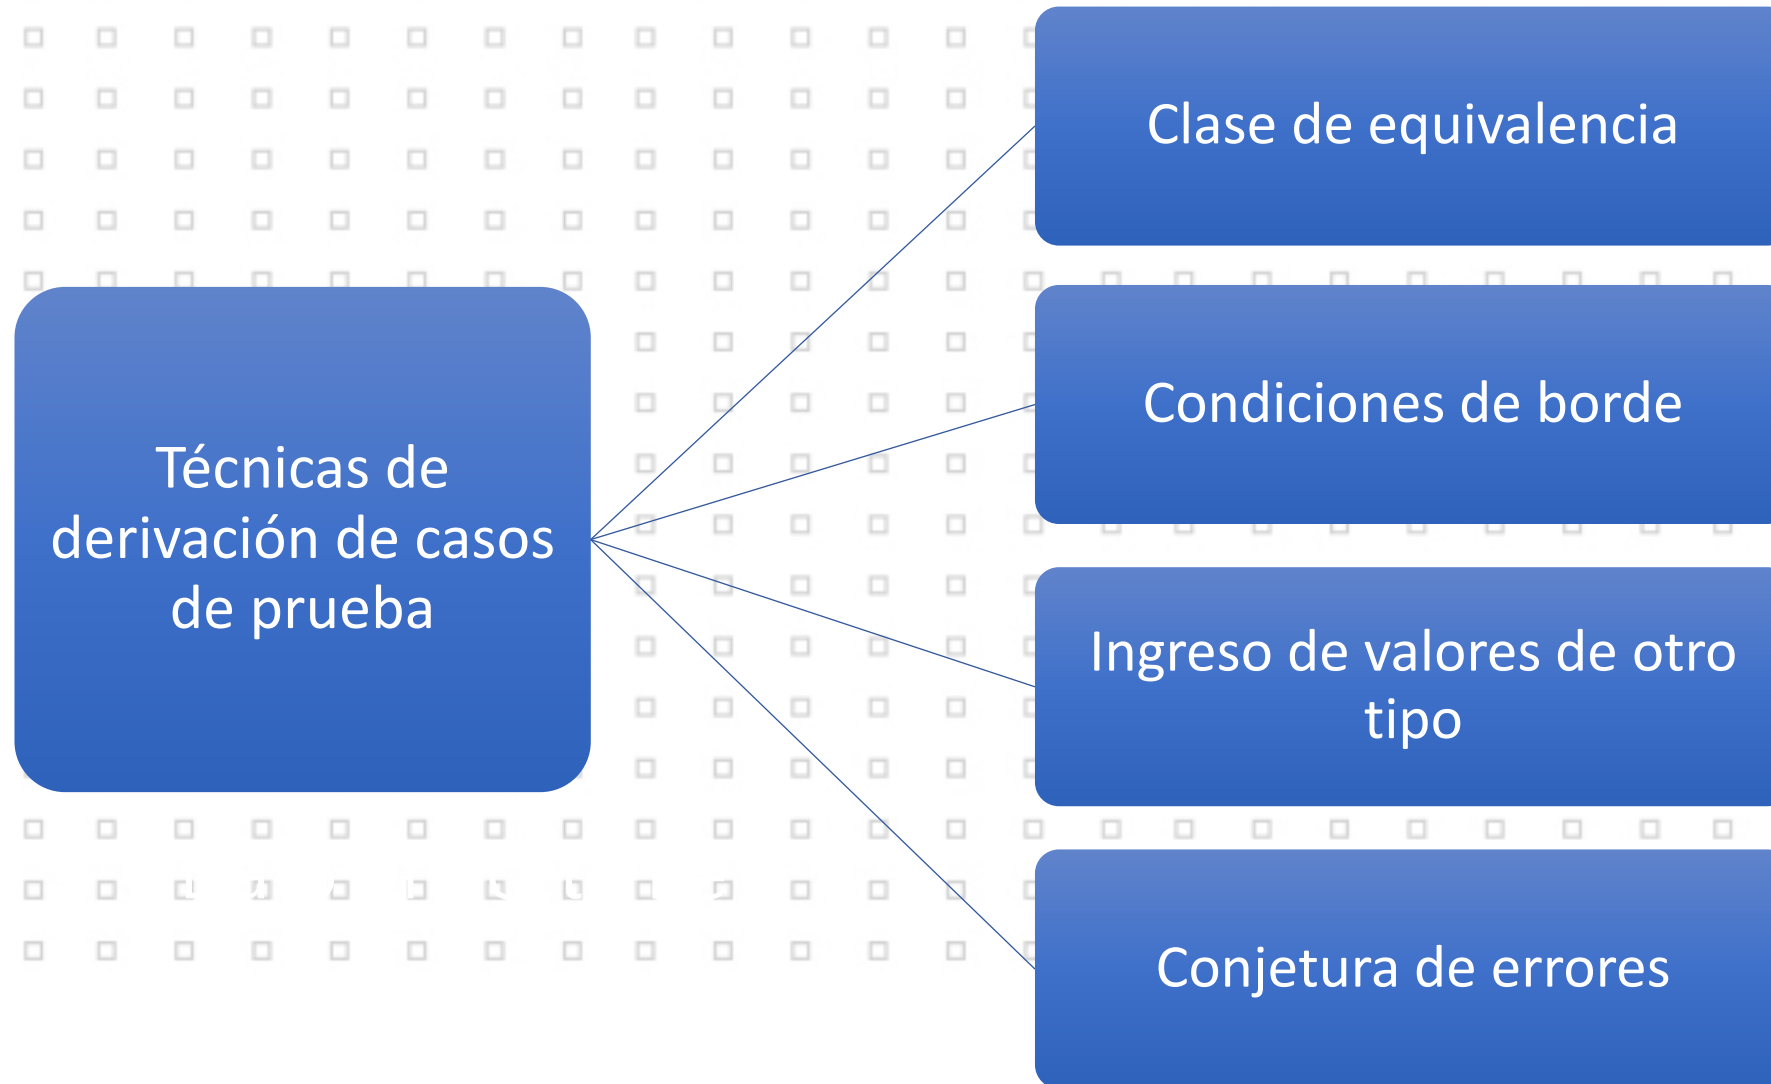 Clase de equivalencia
Condiciones de borde
Técnicas de
derivación de casos
de prueba
Ingreso de valores de otro
tipo
Conjetura de errores